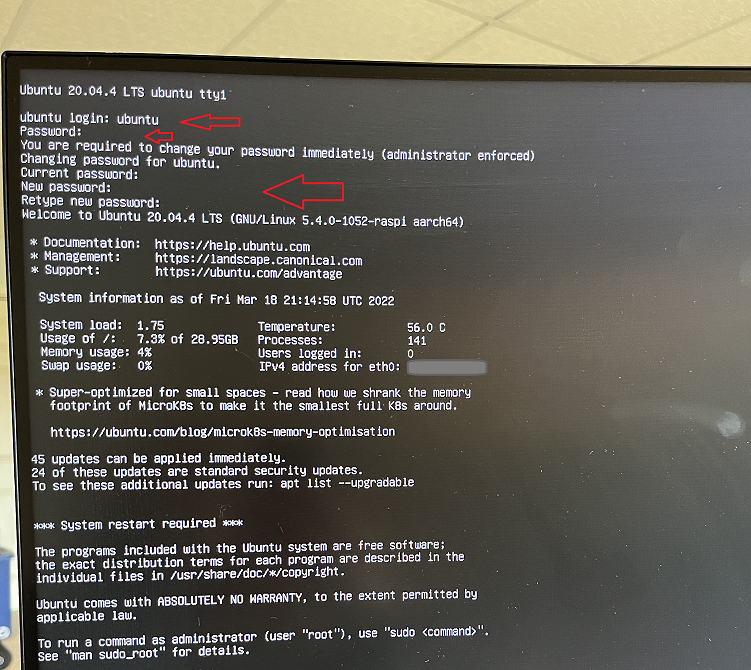 Ubuntu 20.04.4 LTS ubuntu tty1
ubuntu login: ubuntu
Password:
You are required to change your password immediately (administrator enforced)
Changing password for ubuntu.
Current password:
New password:
Retype new password:
Welcome to Ubuntu 20.04.4 LTS (GNU/Linux 5.4.0-1052-raspi aarch64)
* Documentation: https://help.ubuntu.com
* Management: https://landscape.canonical.com
* Support: https://ubuntu.com/advantage
System information as of Fri Mar 18 21:14:58 UTC 2022
System load: 1.75 Temperature: 56.0 C
Usage of /: 7.3% of 28.95GB Processes: 141
Memory usage: 4% Users logged in: 0
Swap usage: 0% IPv4 address for eth0:
* Super-optimized for small spaces - read how we shrank the memory
footprint of MicroK8s to make it the smallest full K8s around.
https://ubuntu.com/blog/microk8s-memory-optimisation
45 updates can be applied immediately.
24 of these updates are standard security updates.
To see these additional updates run: apt list --upgradable
*** System restart required ***
The programs included with the Ubuntu system are free software;
the exact distribution terms for each program are described in the
individual files in /usr/share/doc/*/copyright.
Ubuntu comes with ABSOLUTELY NO WARRANTY, to the extent permitted by
applicable law.
To run a command as administrator (user "root"), use "sudo <command>".
See "man sudo_root" for details.